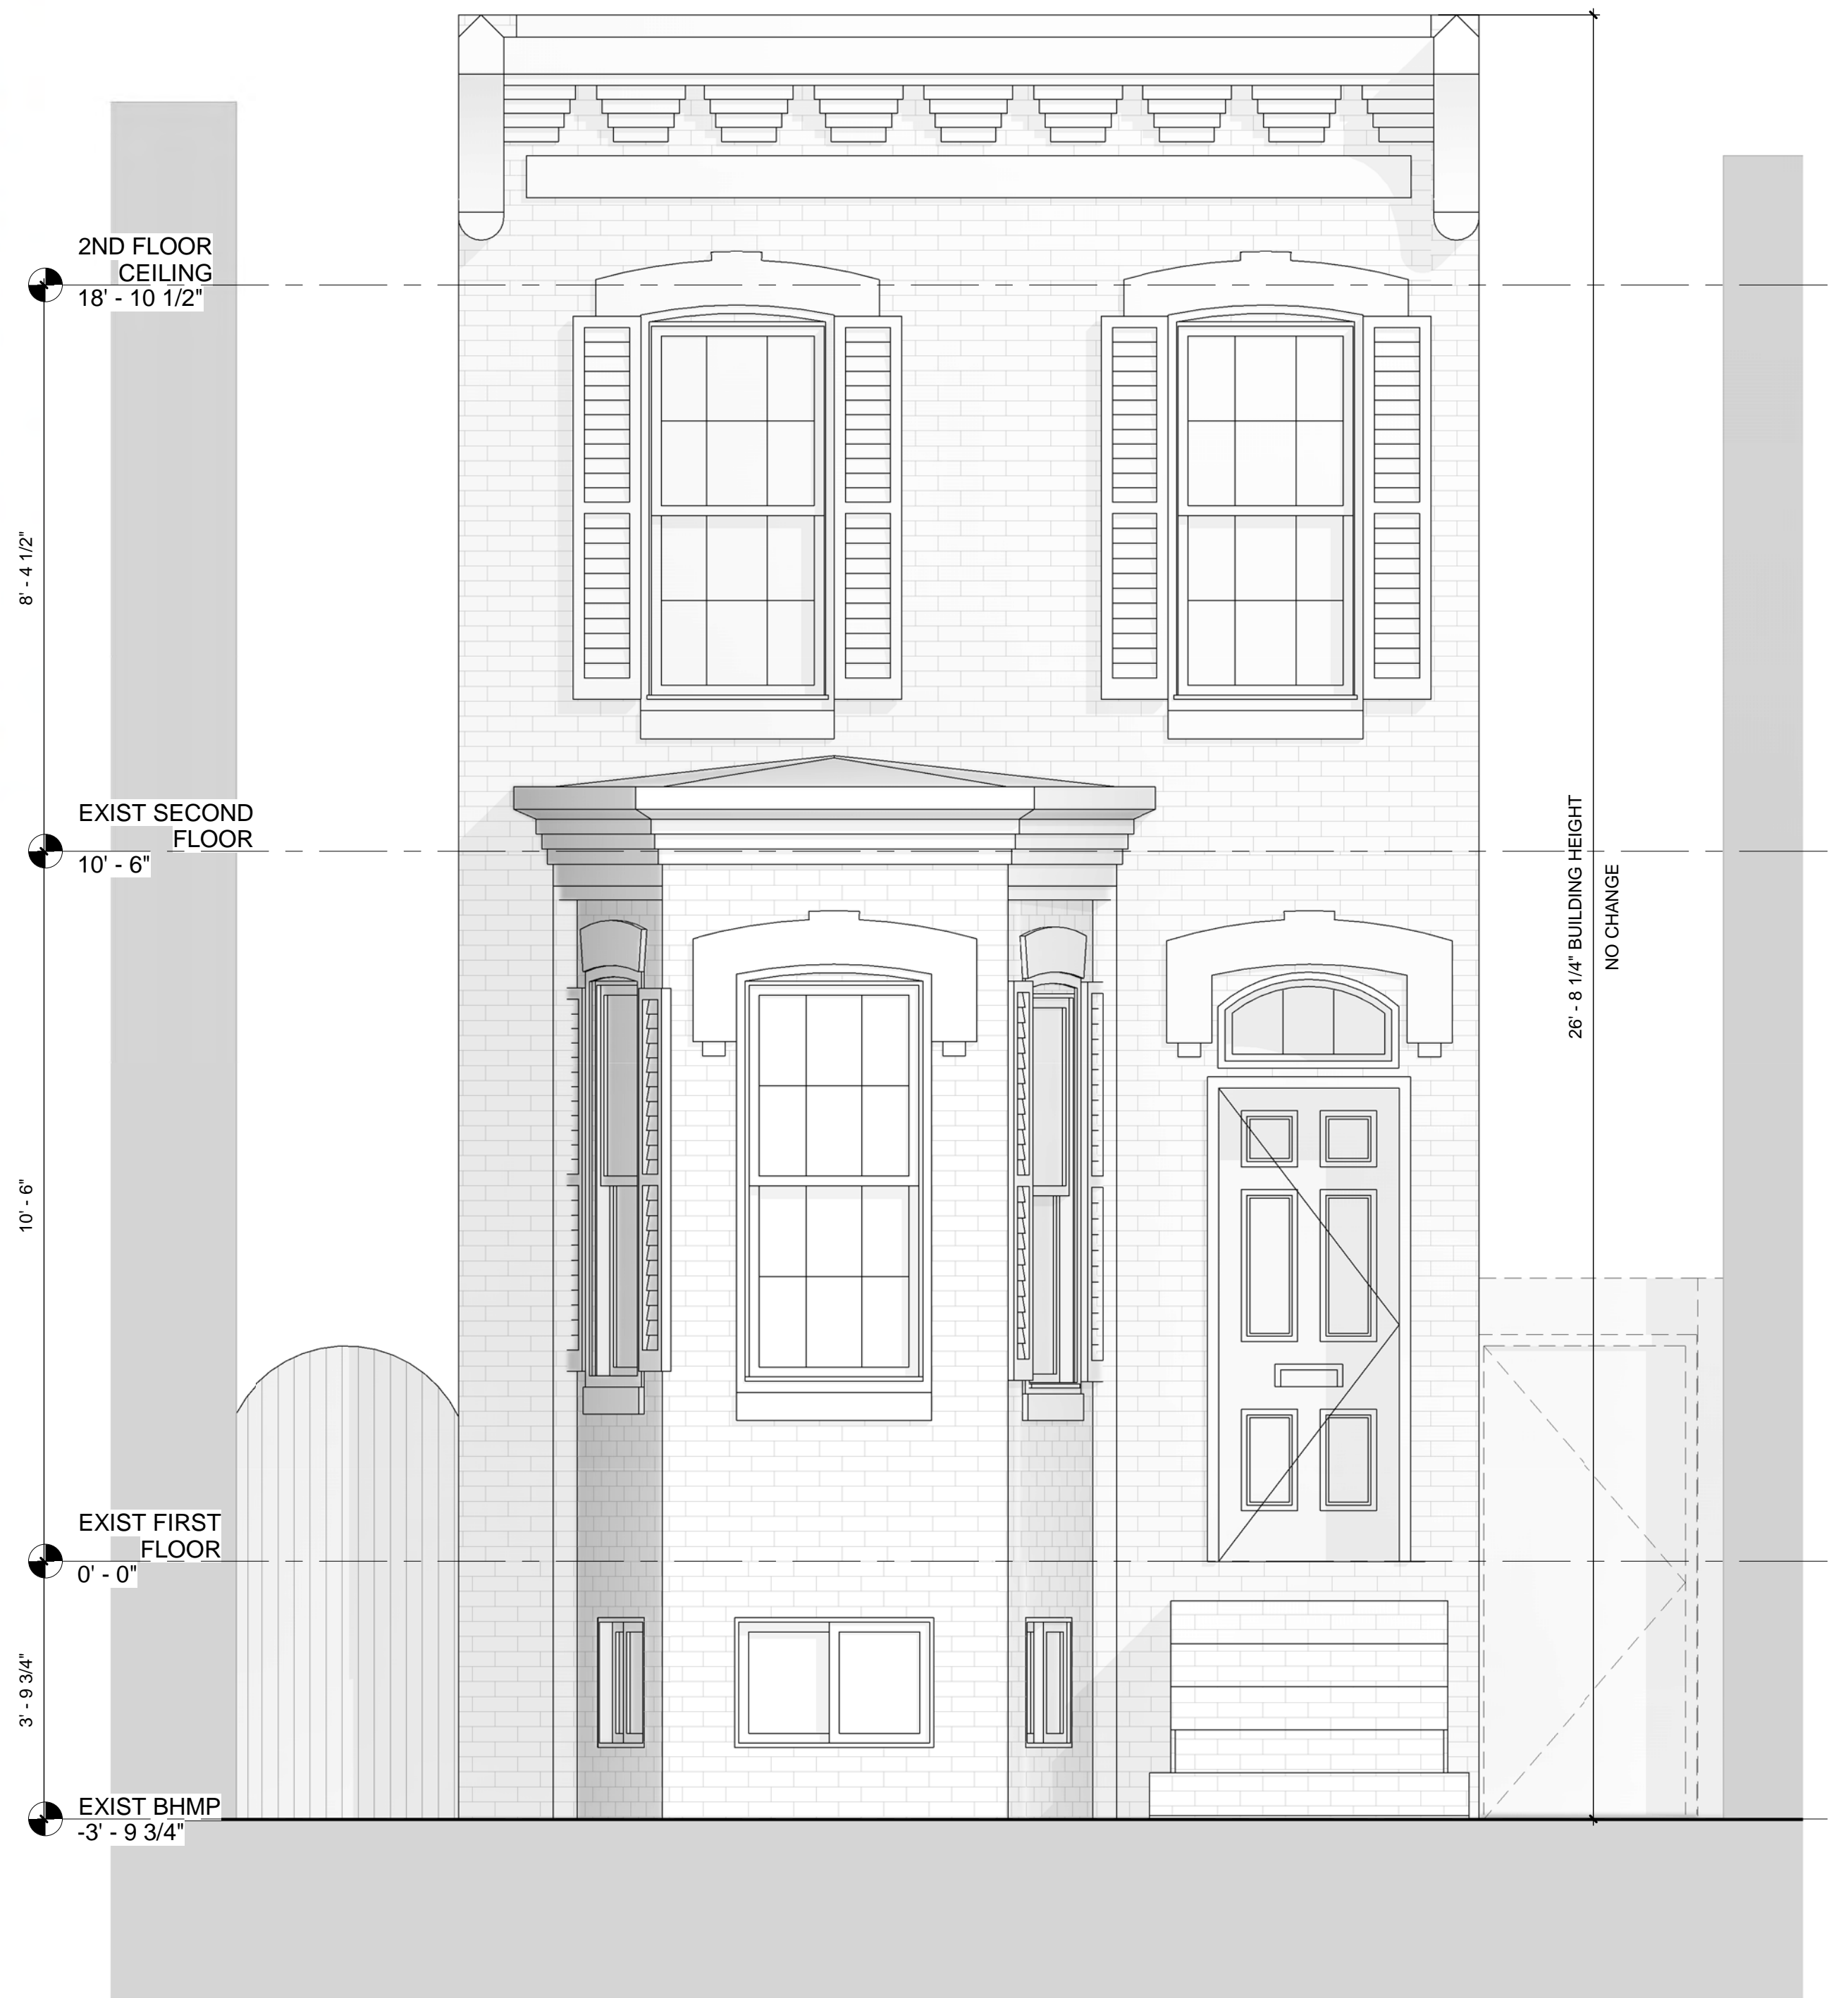 2ND FLOOR
CEILING
18' - 10 1/2"
8' - 4 1/2"
EXIST SECOND
FLOOR
10' - 6"
26' - 8 1/4" BUILDING HEIGHT
NO CHANGE
10' - 6"
EXIST FIRST
FLOOR
0' - 0"
3' - 9 3/4"
EXIST BHMP
-3' - 9 3/4"